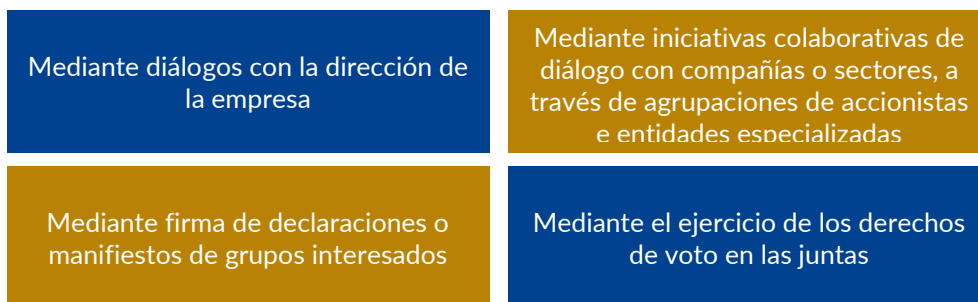 Mediante diálogos con la dirección de
la empresa
Mediante iniciativas colaborativas de
diálogo con compañías o sectores, a
través de agrupaciones de accionistas
e entidades especializadas
Mediante firma de declaraciones o
manifiestos de grupos interesados
Mediante el ejercicio de los derechos
de voto en las juntas